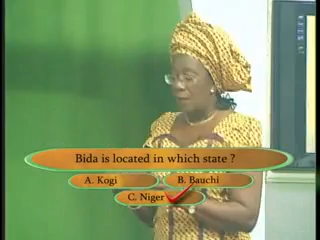 Bida is located in which state ?
A. Kogi
B. Bauchi
C. Niger